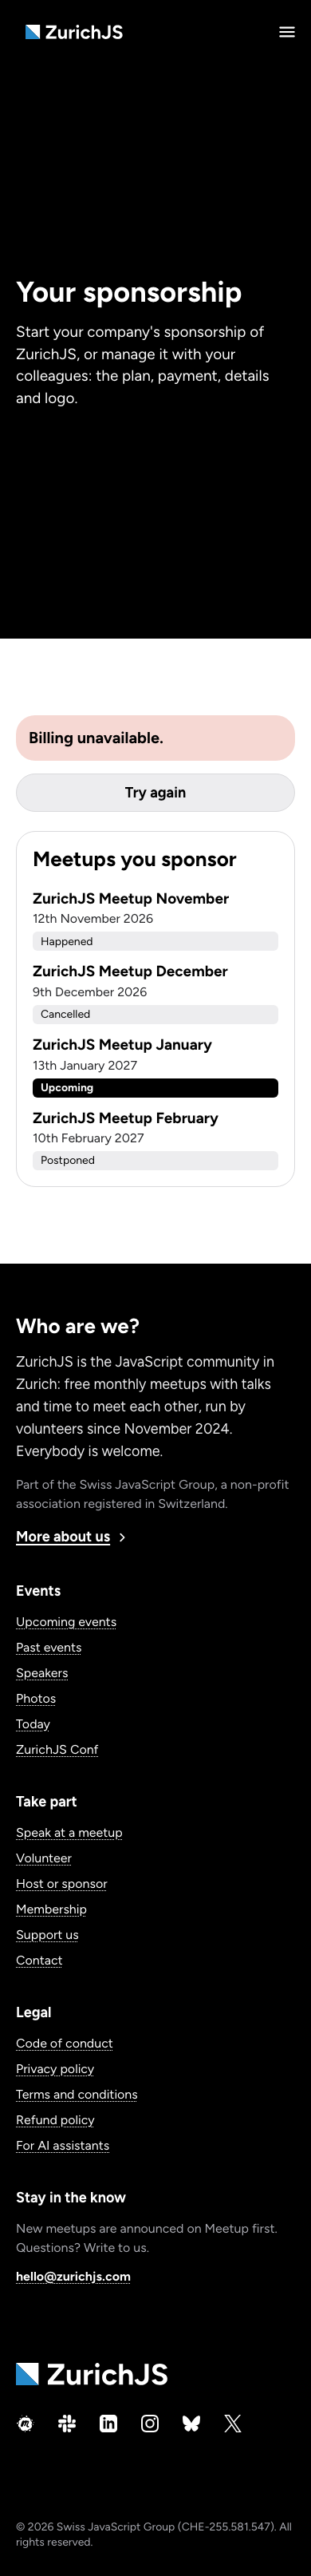 ZurichJS
Your sponsorship
Start your company's sponsorship of
ZurichJS, or manage it with your
colleagues: the plan, payment, details
and logo.
Billing unavailable.
Try again
Meetups you sponsor
ZurichJS Meetup November
12th November 2026
Happened
ZurichJS Meetup December
9th December 2026
Cancelled
ZurichJS Meetup January
13th January 2027
Upcoming
ZurichJS Meetup February
10th February 2027
Postponed
Who are we?
ZurichJS is the JavaScript community in
Zurich: free monthly meetups with talks
and time to meet each other, run by
volunteers since November 2024.
Everybody is welcome.
Part of the Swiss JavaScript Group, a non-profit
association registered in Switzerland.
More about us
Events
Upcoming events
Past events
Speakers
Photos
Today
ZurichJS Conf
Take part
Speak at a meetup
Volunteer
Host or sponsor
Membership
Support us
Contact
Legal
Code of conduct
Privacy policy
Terms and conditions
Refund policy
For AI assistants
Stay in the know
New meetups are announced on Meetup first.
Questions? Write to us.
hello@zurichjs.com
ZurichJS
© 2026 Swiss JavaScript Group (CHE-255.581.547). All
rights reserved.